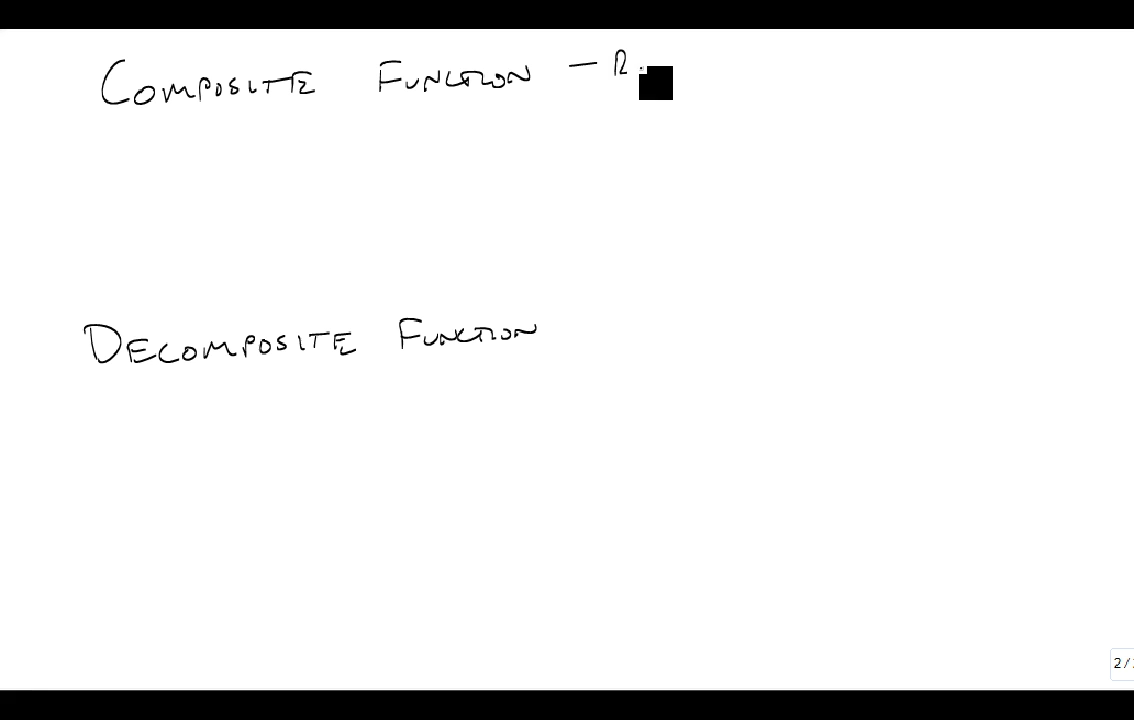 COMPOSITE FUNCTION — R
DECOMPOSITE FUNCTION
2/